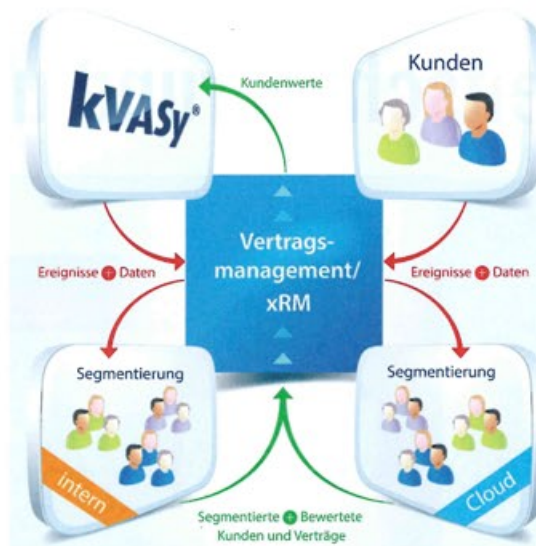 kVASy®
Kundenwerte
Kunden
Vertrags-
management/
xRM
Ereignisse + Daten
Ereignisse + Daten
Segmentierung
Segmentierung
intern
Cloud
Segmentierte + Bewertete
Kunden und Verträge